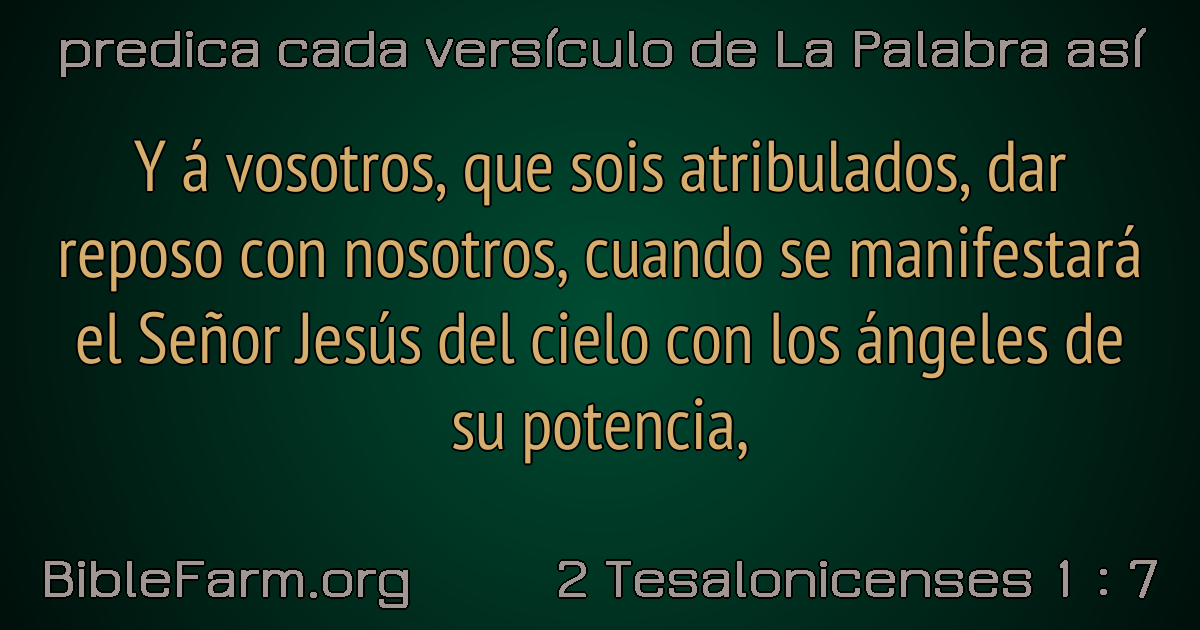 predica cada versículo de La Palabra así
Y á vosotros, que sois atribulados, dar
reposo con nosotros, cuando se manifestará
el Señor Jesús del cielo con los ángeles de
su potencia,
BibleFarm.org
2 Tesalonicenses 1 : 7